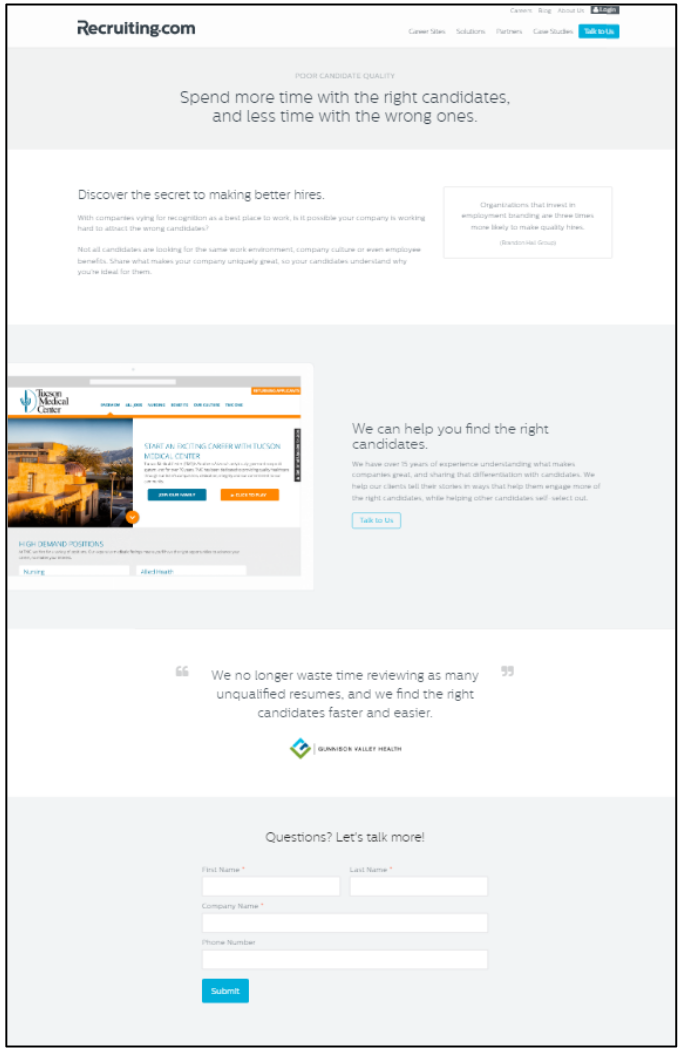 Careers Blog About Us Login
Recruiting.com
Career Sites Solutions Partners Case Studies Talk to Us
POOR CANDIDATE QUALITY
Spend more time with the right candidates,
and less time with the wrong ones.
Discover the secret to making better hires.
With companies vying for recognition as a best place to work, is it possible your company is working
hard to attract the wrong candidates?
Not all candidates are looking for the same work environment, company culture or even employee
benefits. Share what makes your company uniquely great, so your candidates understand why
you're ideal for them.
Organizations that invest in
employment branding are three times
more likely to make quality hires.
(Brandon Hall Group)
Tucson
Medical
Center
ALL JOBS NURSING BENEFITS OUR CULTURE TUCSON
START AN EXCITING CAREER WITH TUCSON
MEDICAL CENTER
JOIN OUR FAMILY CLICK TO PLAY
HIGH DEMAND POSITIONS
Nursing Allied Health
We can help you find the right
candidates.
We have over 15 years of experience understanding what makes
companies great, and sharing that differentiation with candidates. We
help our clients tell their stories in ways that help them engage more of
the right candidates, while helping other candidates self-select out.
Talk to Us
“ We no longer waste time reviewing as many ”
unqualified resumes, and we find the right
candidates faster and easier.
GUNNISON VALLEY HEALTH
Questions? Let's talk more!
First Name * Last Name *
Company Name *
Phone Number
Submit